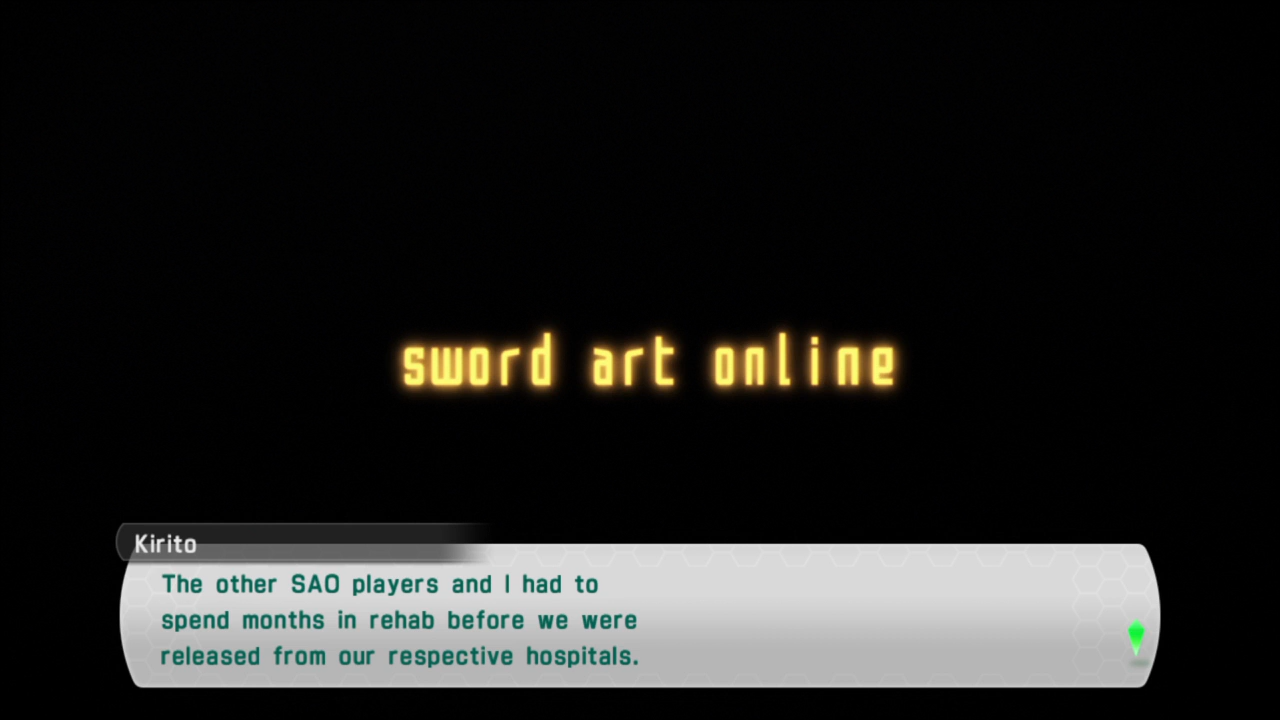 sword art online
Kirito
The other SAO players and I had to
spend months in rehab before we were
released from our respective hospitals.